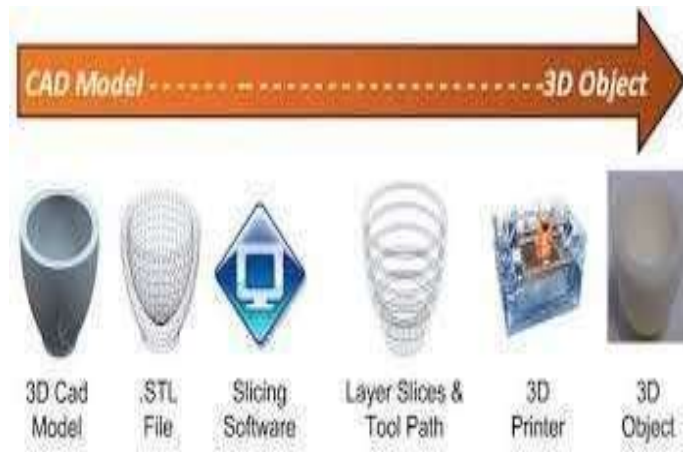 CAD Model ---------------------- 3D Object
3D Cad
Model
.STL
File
Slicing
Software
Layer Slices &
Tool Path
3D
Printer
3D
Object